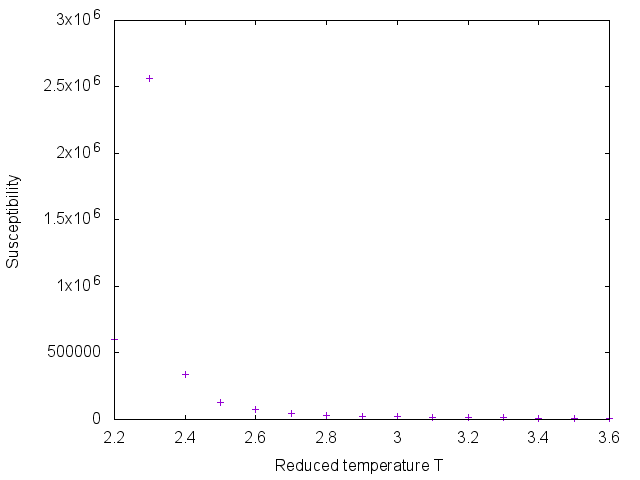 3x10^6
2.5x10^6
2x10^6
1.5x10^6
1x10^6
500000
0
2.2 2.4 2.6 2.8 3 3.2 3.4 3.6
Susceptibility
Reduced temperature T